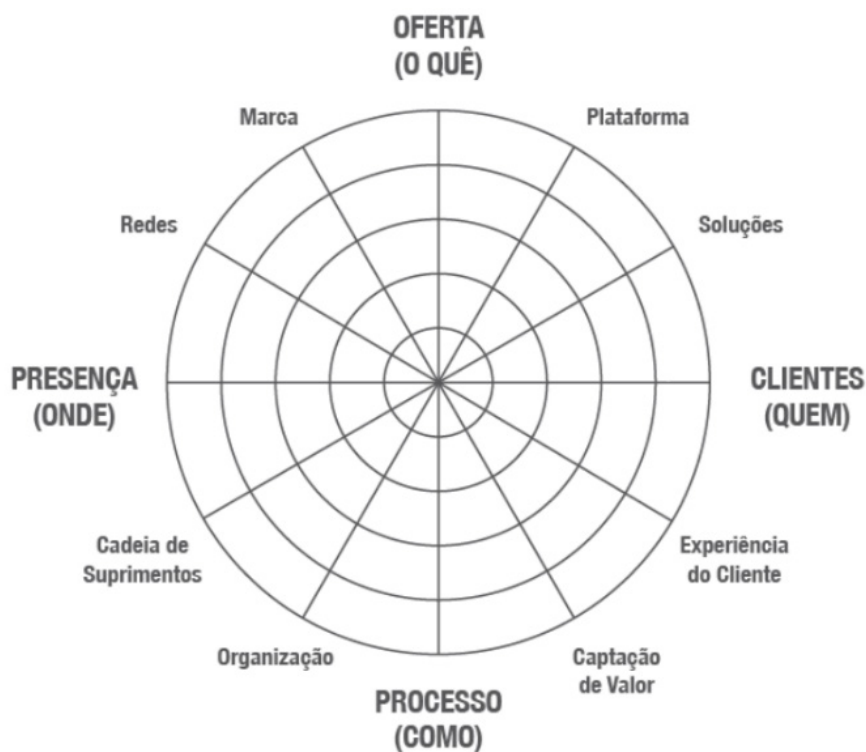 OFERTA
(O QUÊ)
Marca
Plataforma
Redes
Soluções
PRESENÇA
(ONDE)
CLIENTES
(QUEM)
Cadeia de
Suprimentos
Experiência
do Cliente
Organização
Captação
de Valor
PROCESSO
(COMO)